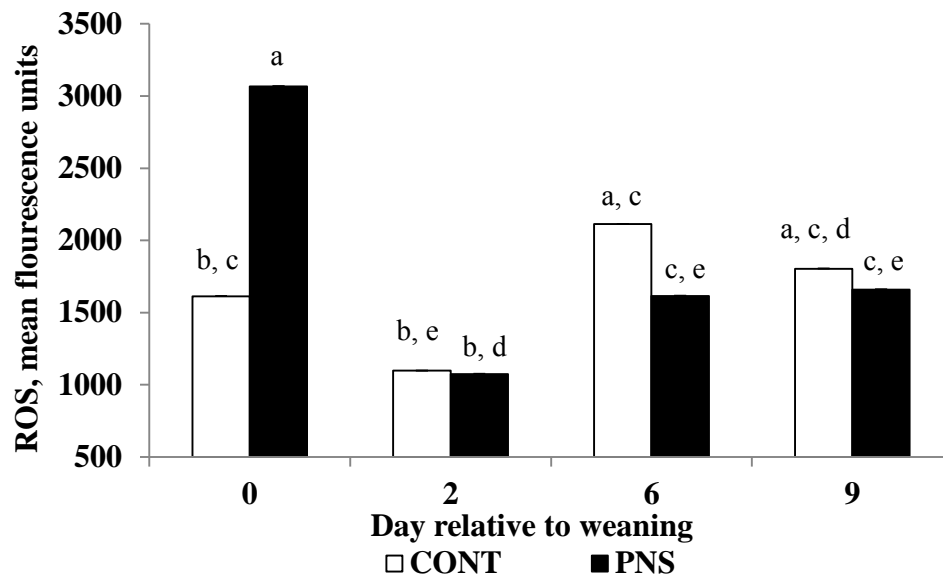 ROS, mean flourescence units
3500
3000
2500
2000
1500
1000
500
a
b, c
b, e
b, d
a, c
c, e
a, c, d
c, e
0 2 6 9
Day relative to weaning
CONT PNS